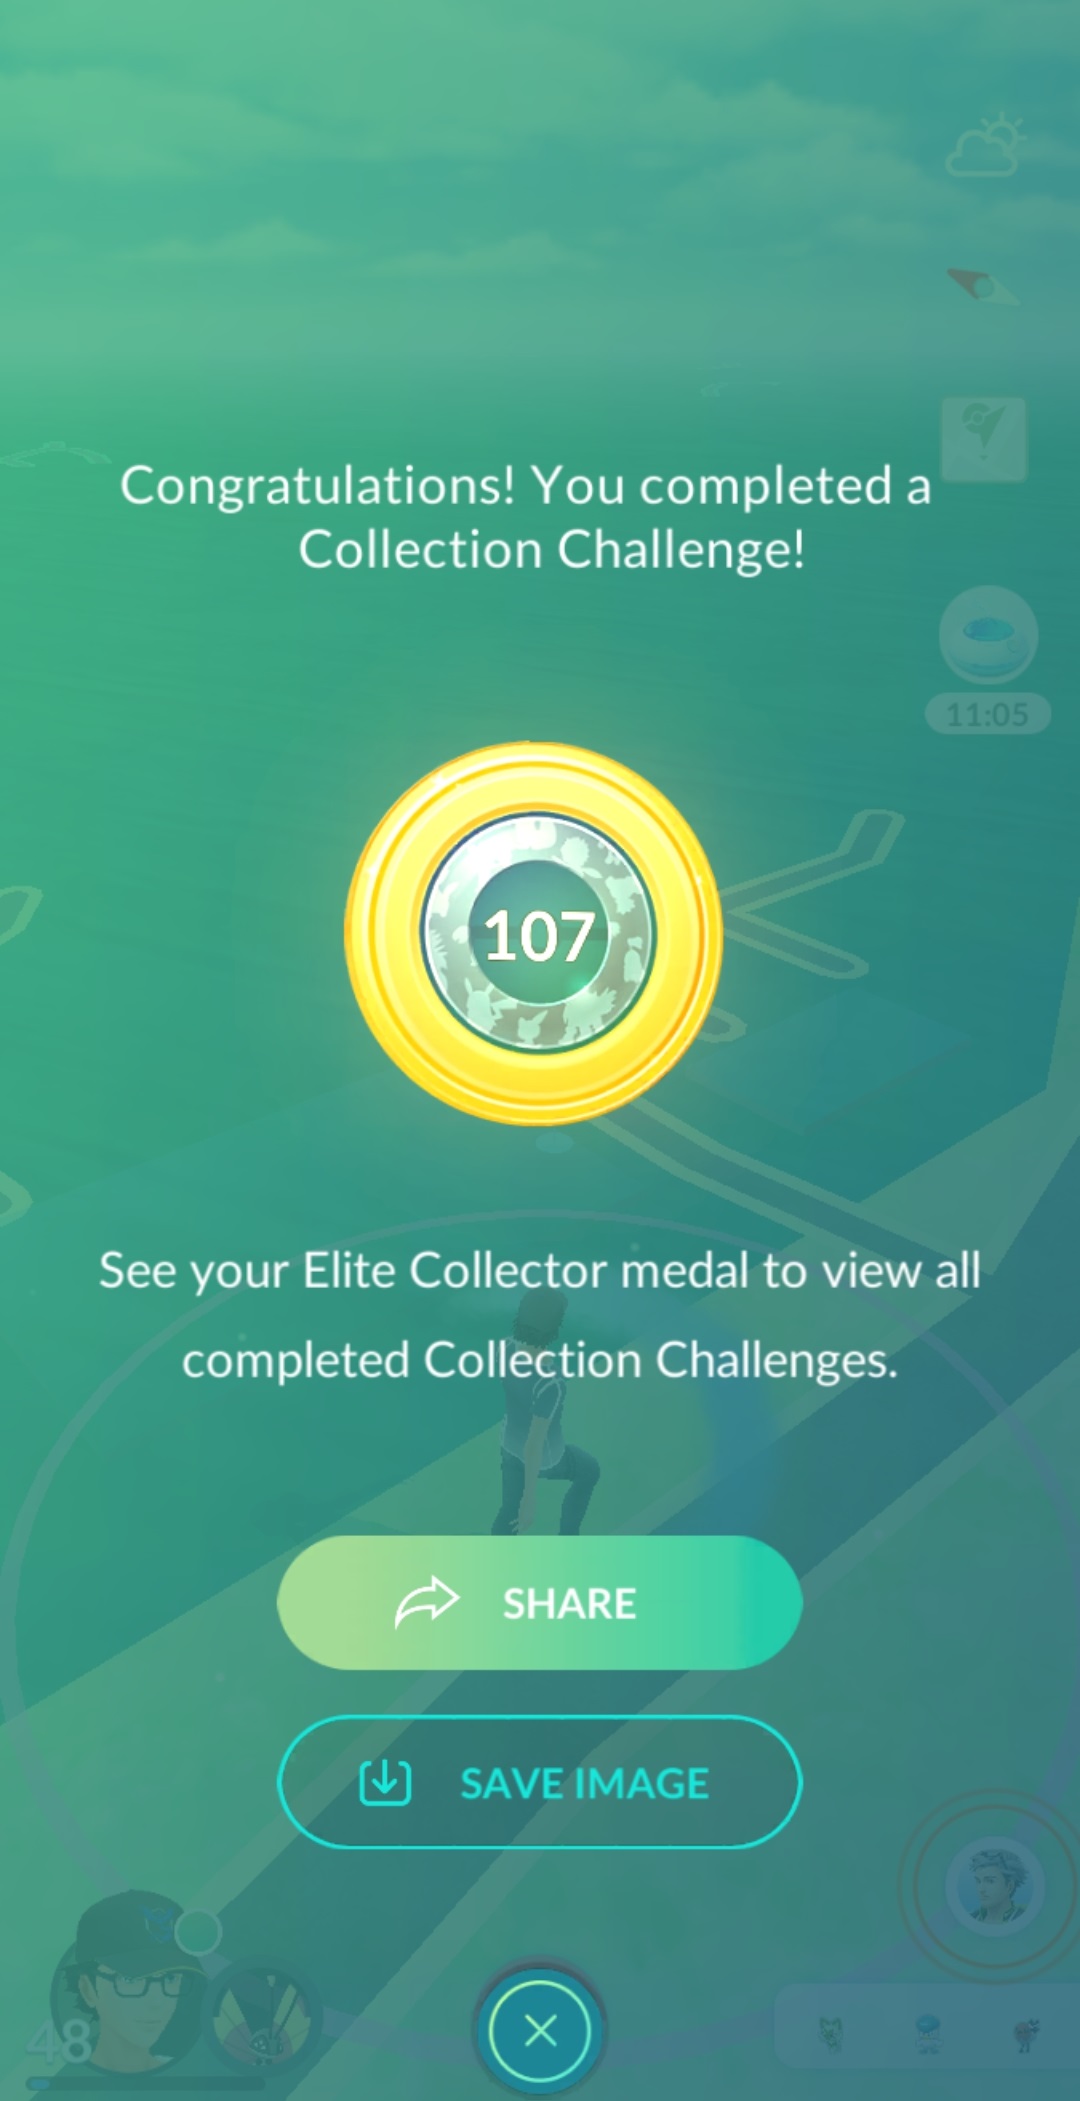 Congratulations! You completed a
Collection Challenge!
11:05
107
See your Elite Collector medal to view all
completed Collection Challenges.
SHARE
SAVE IMAGE
48